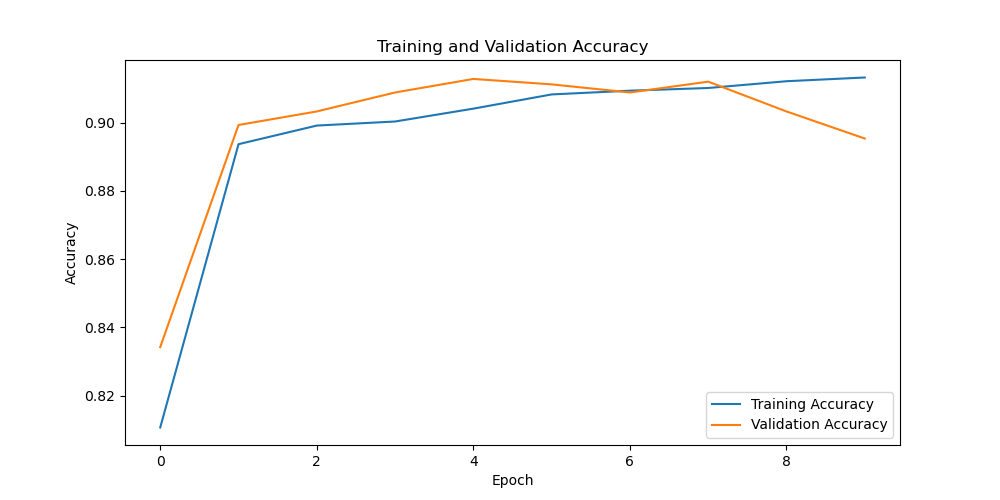 Training and Validation Accuracy
Accuracy
0.90
0.88
0.86
0.84
0.82
0 2 4 6 8
Epoch
Training Accuracy
Validation Accuracy